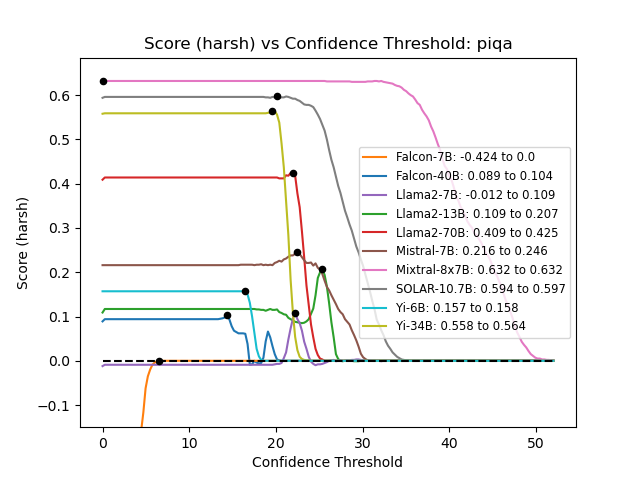 Score (harsh) vs Confidence Threshold: piqa
Score (harsh)
0.6
0.5
0.4
0.3
0.2
0.1
0.0
−0.1
Falcon-7B: -0.424 to 0.0
Falcon-40B: 0.089 to 0.104
Llama2-7B: -0.012 to 0.109
Llama2-13B: 0.109 to 0.207
Llama2-70B: 0.409 to 0.425
Mistral-7B: 0.216 to 0.246
Mixtral-8x7B: 0.632 to 0.632
SOLAR-10.7B: 0.594 to 0.597
Yi-6B: 0.157 to 0.158
Yi-34B: 0.558 to 0.564
0 10 20 30 40 50
Confidence Threshold